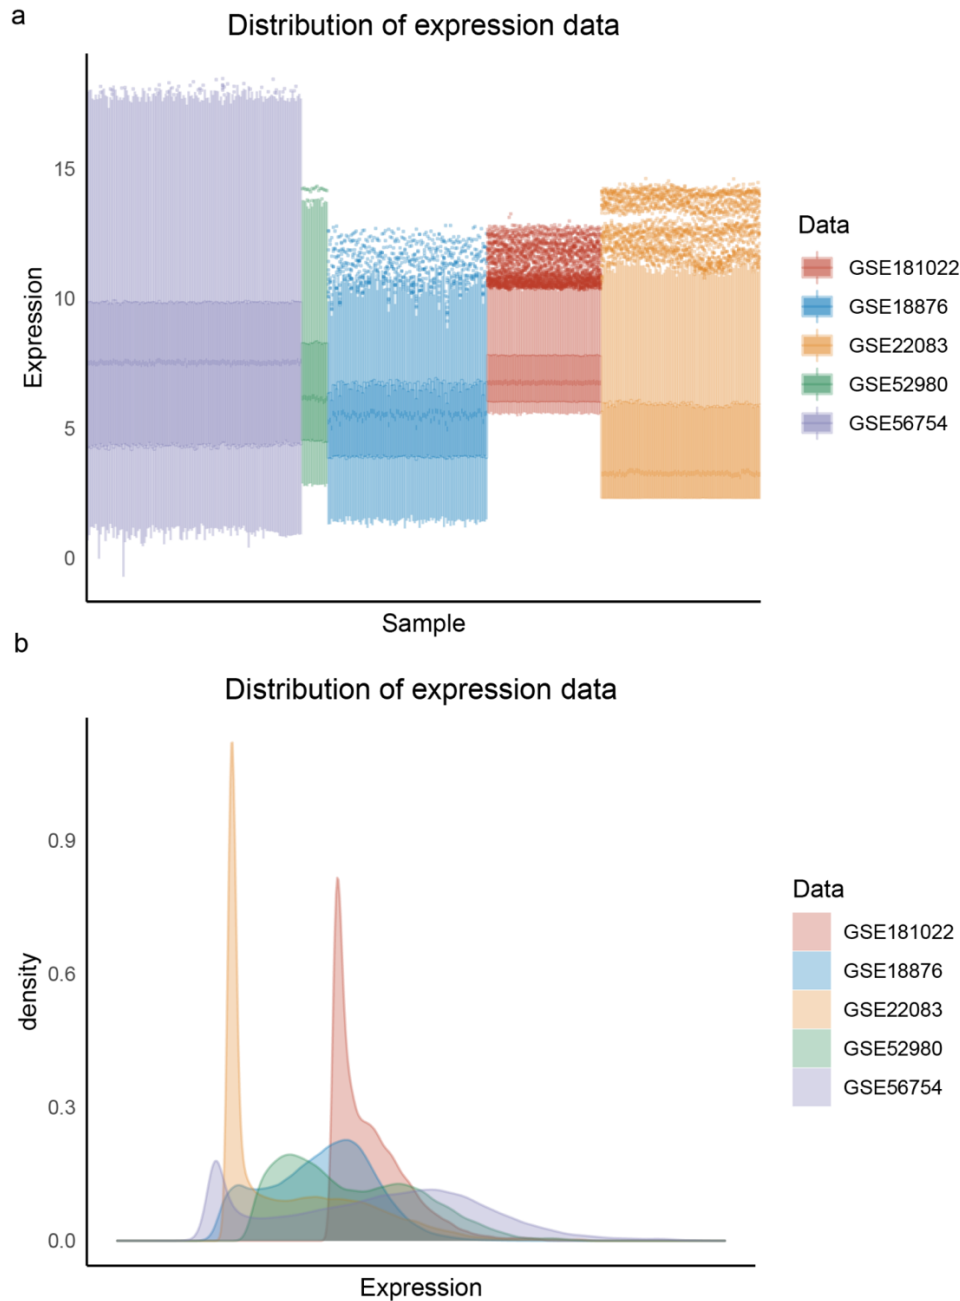 a
Distribution of expression data
15
10
5
0
Expression
Sample
Data
GSE181022
GSE18876
GSE22083
GSE52980
GSE56754
b
Distribution of expression data
0.9
0.6
0.3
0.0
density
Expression
Data
GSE181022
GSE18876
GSE22083
GSE52980
GSE56754